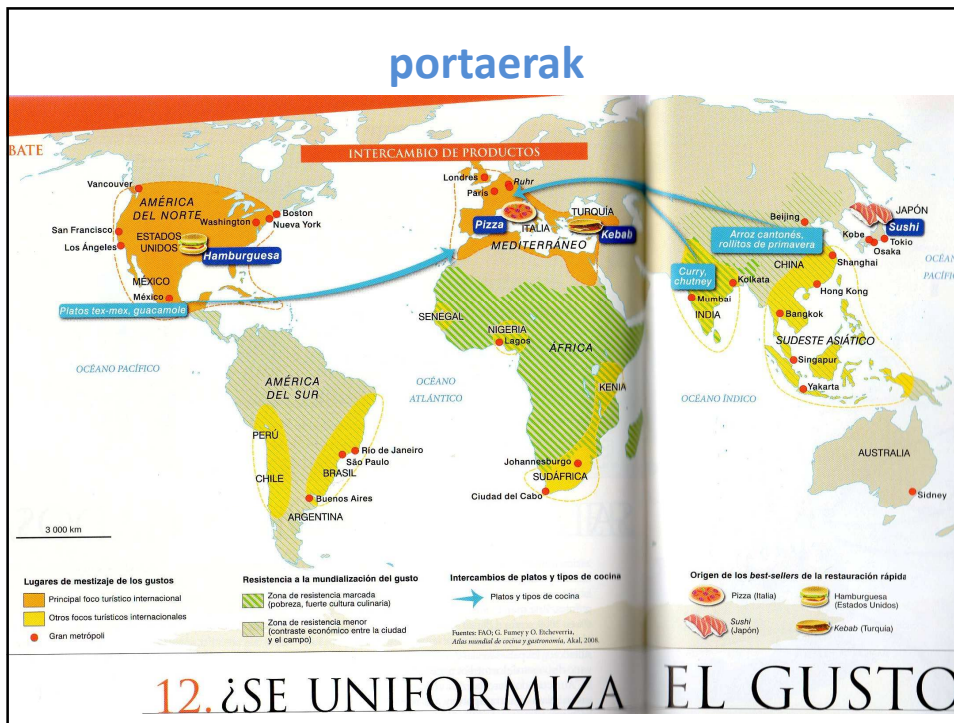 portaerak
BATE
INTERCAMBIO DE PRODUCTOS
Vancouver
AMÉRICA
DEL NORTE
Boston
Washington
Nueva York
San Francisco
ESTADOS
UNIDOS
Los Ángeles
Hamburguesa
MÉXICO
México
Platos tex-mex, guacamole
Londres
Ruhr
París
Pizza
ITALIA
TURQUÍA
Kebab
MEDITERRÁNEO
Beijing
JAPÓN
Sushi
Kobe
Tokio
Osaka
Arroz cantonés,
rollitos de primavera
CHINA
Shanghai
OCÉAN
PACÍFIC
Curry,
chutney
Kolkata
Mumbai
Hong Kong
INDIA
Bangkok
SENEGAL
NIGERIA
Lagos
ÁFRICA
SUDESTE ASIÁTICO
Singapur
KENIA
Yakarta
OCÉANO PACÍFICO
AMÉRICA
DEL SUR
OCÉANO
ATLÁNTICO
OCÉANO ÍNDICO
PERÚ
Río de Janeiro
São Paulo
BRASIL
CHILE
Buenos Aires
ARGENTINA
Johannesburgo
SUDÁFRICA
Ciudad del Cabo
AUSTRALIA
Sidney
3 000 km
Lugares de mestizaje de los gustos
Principal foco turístico internacional
Otros focos turísticos internacionales
Gran metrópoli
Resistencia a la mundialización del gusto
Zona de resistencia marcada
(pobreza, fuerte cultura culinaria)
Zona de resistencia menor
(contraste económico entre la ciudad
y el campo)
Intercambios de platos y tipos de cocina
Platos y tipos de cocina
Fuentes: FAO; G. Fumey y O. Etcheverria,
Atlas mundial de cocina y gastronomía, Akal, 2008.
Origen de los best-sellers de la restauración rápida
Pizza (Italia)
Hamburguesa
(Estados Unidos)
Sushi
(Japón)
Kebab (Turquía)
12. ¿SE UNIFORMIZA EL GUSTO